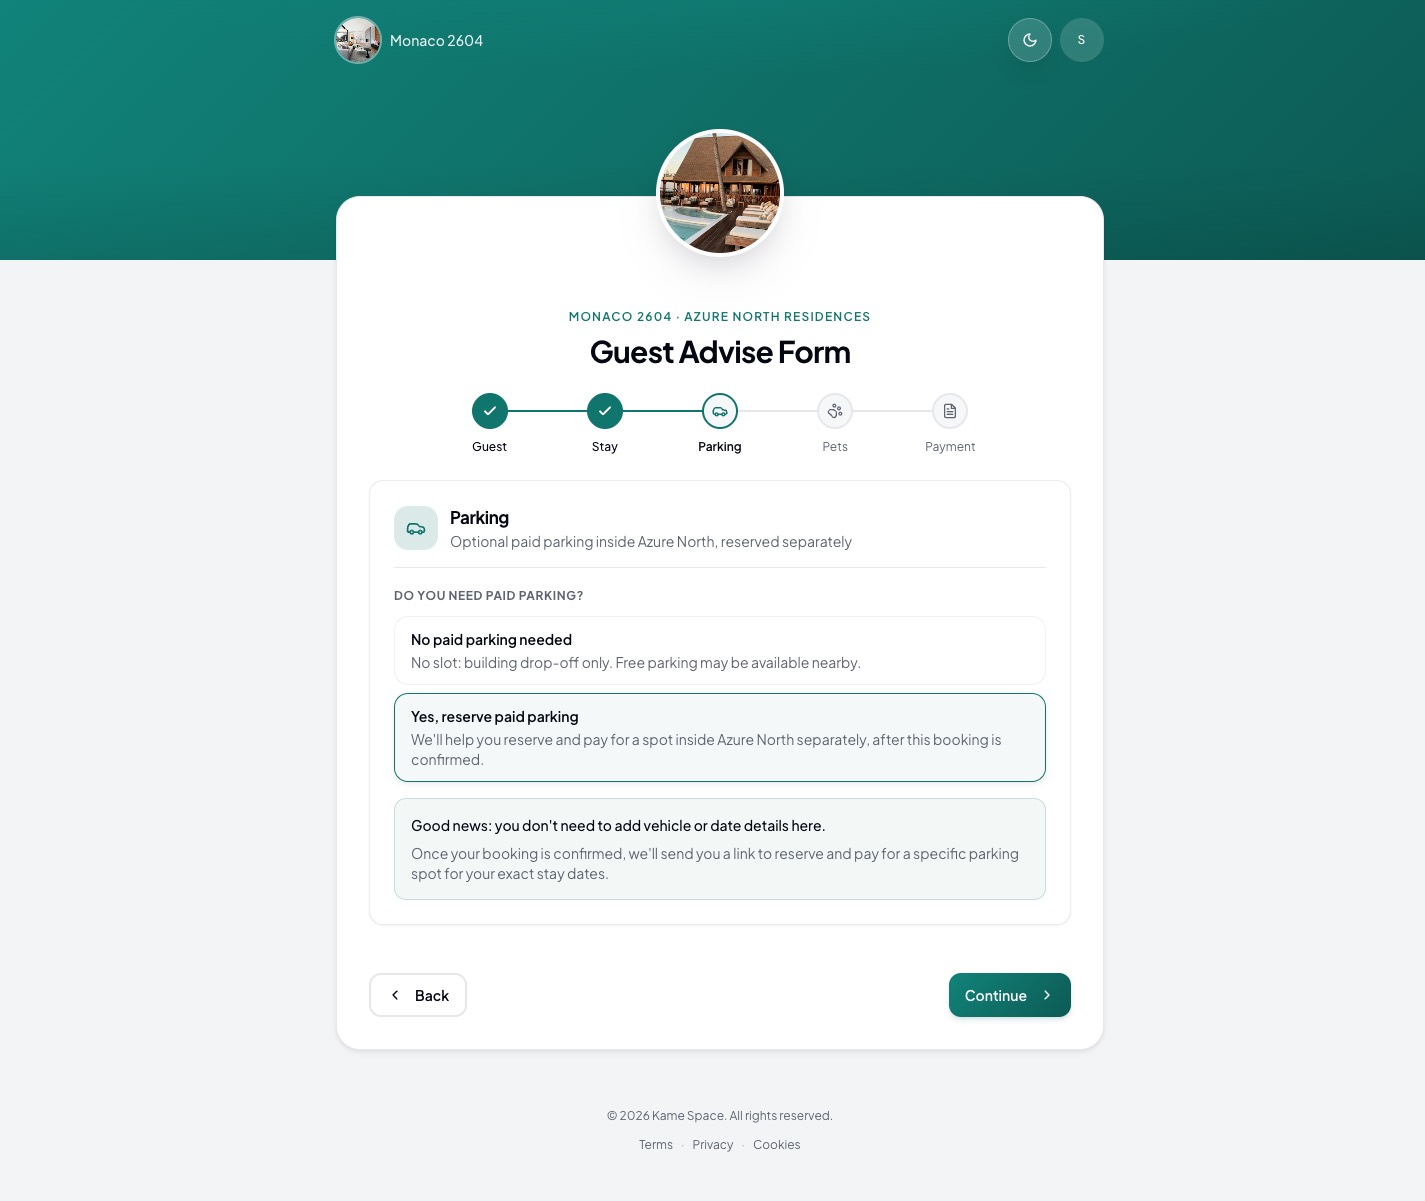 Monaco 2604
S
MONACO 2604 · AZURE NORTH RESIDENCES
Guest Advise Form
Guest
Stay
Parking
Pets
Payment
Parking
Optional paid parking inside Azure North, reserved separately
DO YOU NEED PAID PARKING?
No paid parking needed
No slot: building drop-off only. Free parking may be available nearby.
Yes, reserve paid parking
We'll help you reserve and pay for a spot inside Azure North separately, after this booking is
confirmed.
Good news: you don't need to add vehicle or date details here.
Once your booking is confirmed, we'll send you a link to reserve and pay for a specific parking
spot for your exact stay dates.
Back
Continue
© 2026 Kame Space. All rights reserved.
Terms · Privacy · Cookies